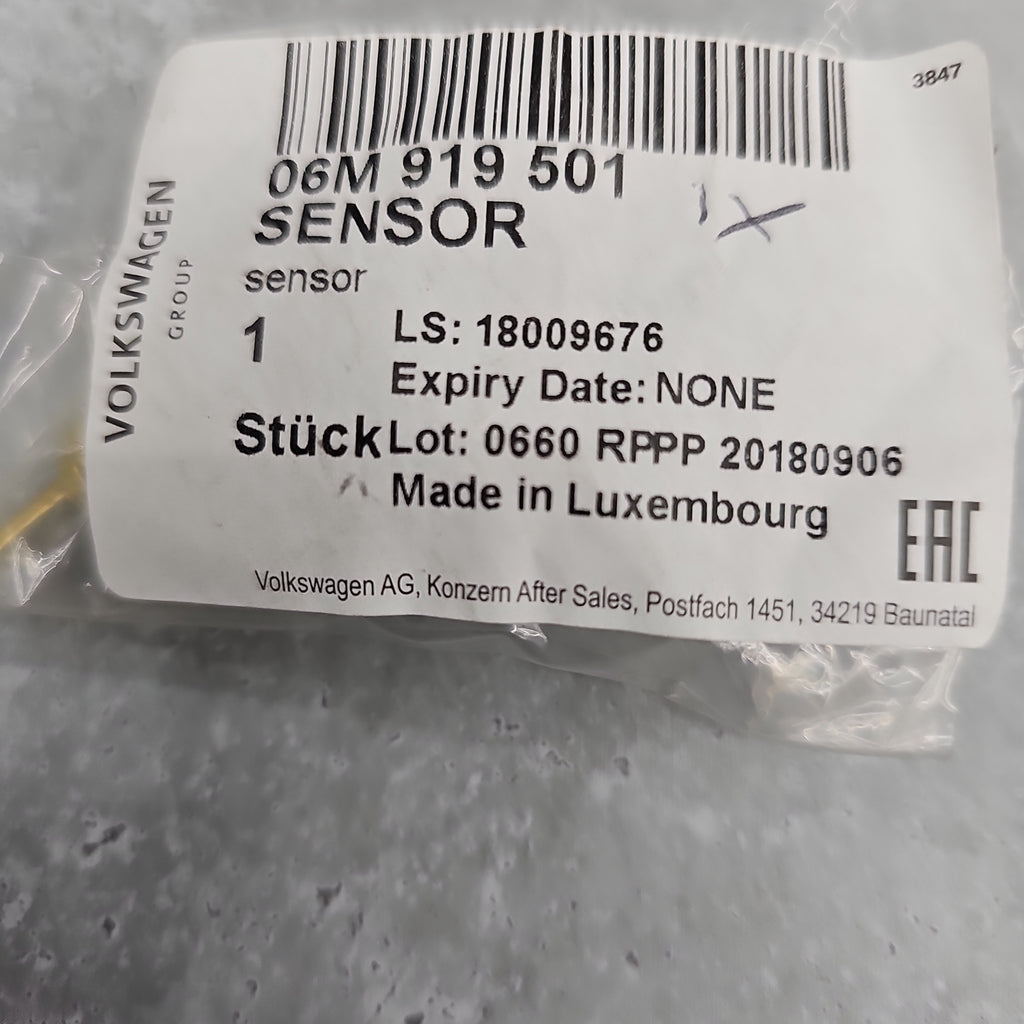 3847
06M 919 501
1X
SENSOR
sensor
1
LS: 18009676
Expiry Date: NONE
Stück Lot: 0660 RPPP 20180906
Made in Luxembourg
EAC
Volkswagen AG, Konzern After Sales, Postfach 1451, 34219 Baunatal
VOLKSWAGEN
GROUP